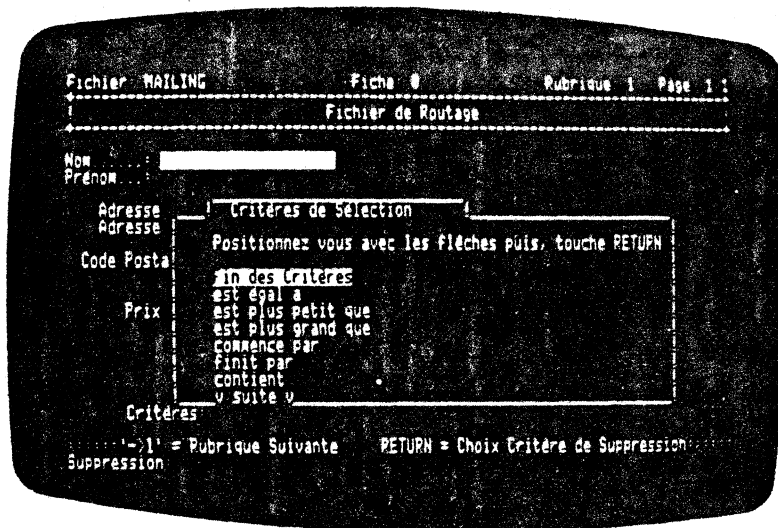 Fichier MAILING Fiche 0 Rubrique 1 Page 1
Fichier de Routage
Nom......:
Prénom...:
Adresse
Adresse
Critères de Sélection
Positionnez vous avec les flèches puis, touche RETURN
Code Posta
Fin des Critères
est égal à
Prix
est plus petit que
est plus grand que
commence par
finit par
contient
v suite v
Critères
'->1' = Rubrique Suivante RETURN = Choix Critère de Suppression
Suppression